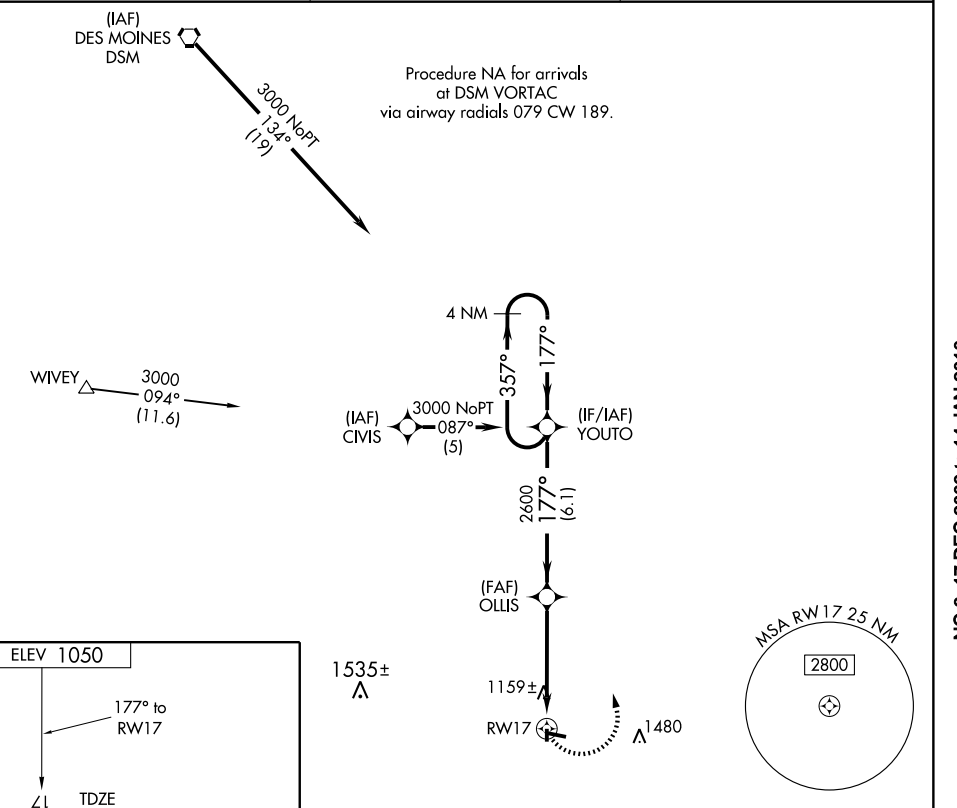 (IAF)
DES MOINES
DSM
3000 NoPT
134°
(19)
Procedure NA for arrivals
at DSM VORTAC
via airway radials 079 CW 189.
4 NM
357°
177°
WIVEY
3000
094°
(11.6)
(IAF)
CIVIS
3000 NoPT
087°
(5)
(IF/IAF)
YOUTO
2600
177°
(6.1)
(FAF)
OLLIS
MSA RW17 25 NM
2800
ELEV 1050
177° to
RW17
17
TDZE
1535±
1159±
RW17
1480